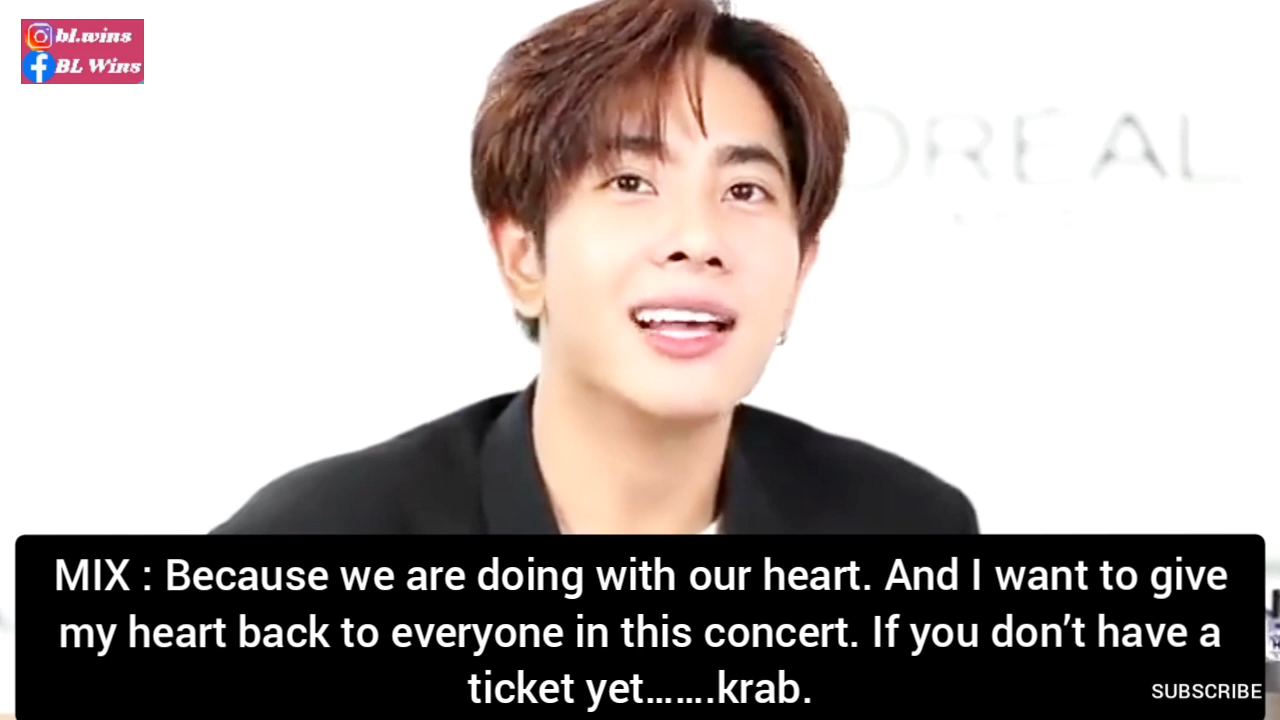 bl.wins
BL Wins
OREAL
MIX : Because we are doing with our heart. And I want to give
my heart back to everyone in this concert. If you don’t have a
ticket yet.......krab.
SUBSCRIBE